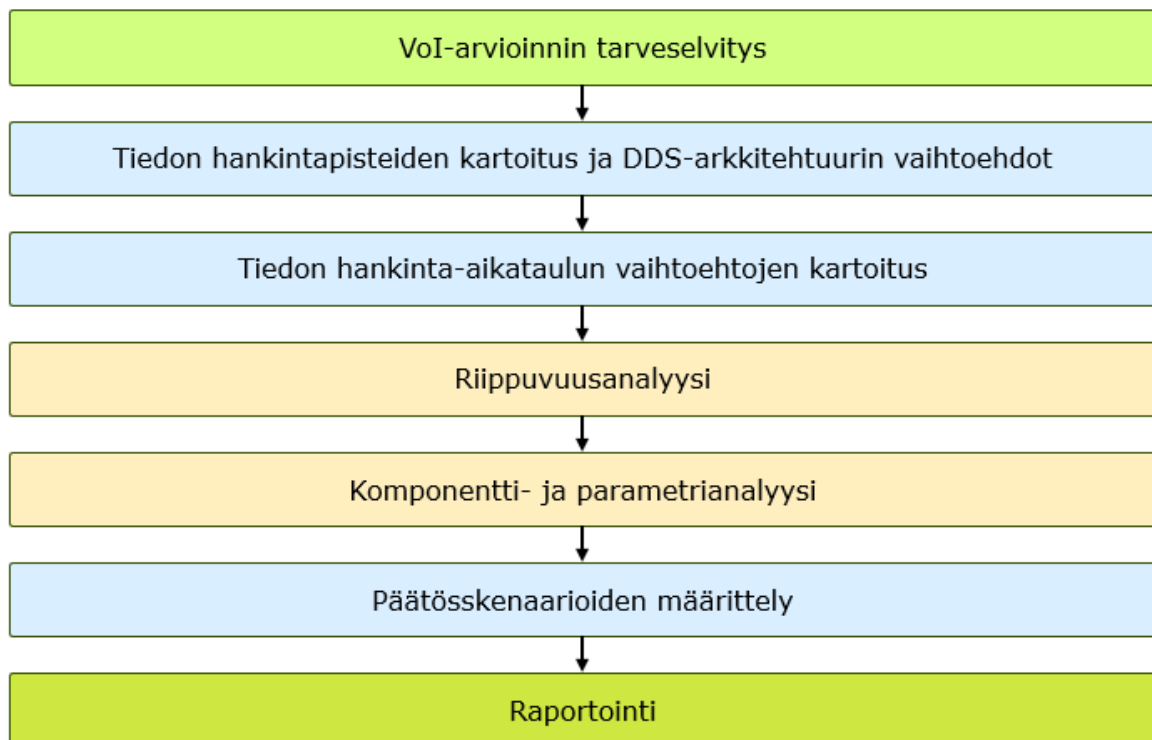 VoI-arvioinnin tarveselvitys
Tiedon hankintapisteiden kartoitus ja DDS-arkkitehtuurin vaihtoehdot
Tiedon hankinta-aikataulun vaihtoehtojen kartoitus
Riippuvuusanalyysi
Komponentti- ja parametrianalyysi
Päätösskenaarioiden määrittely
Raportointi